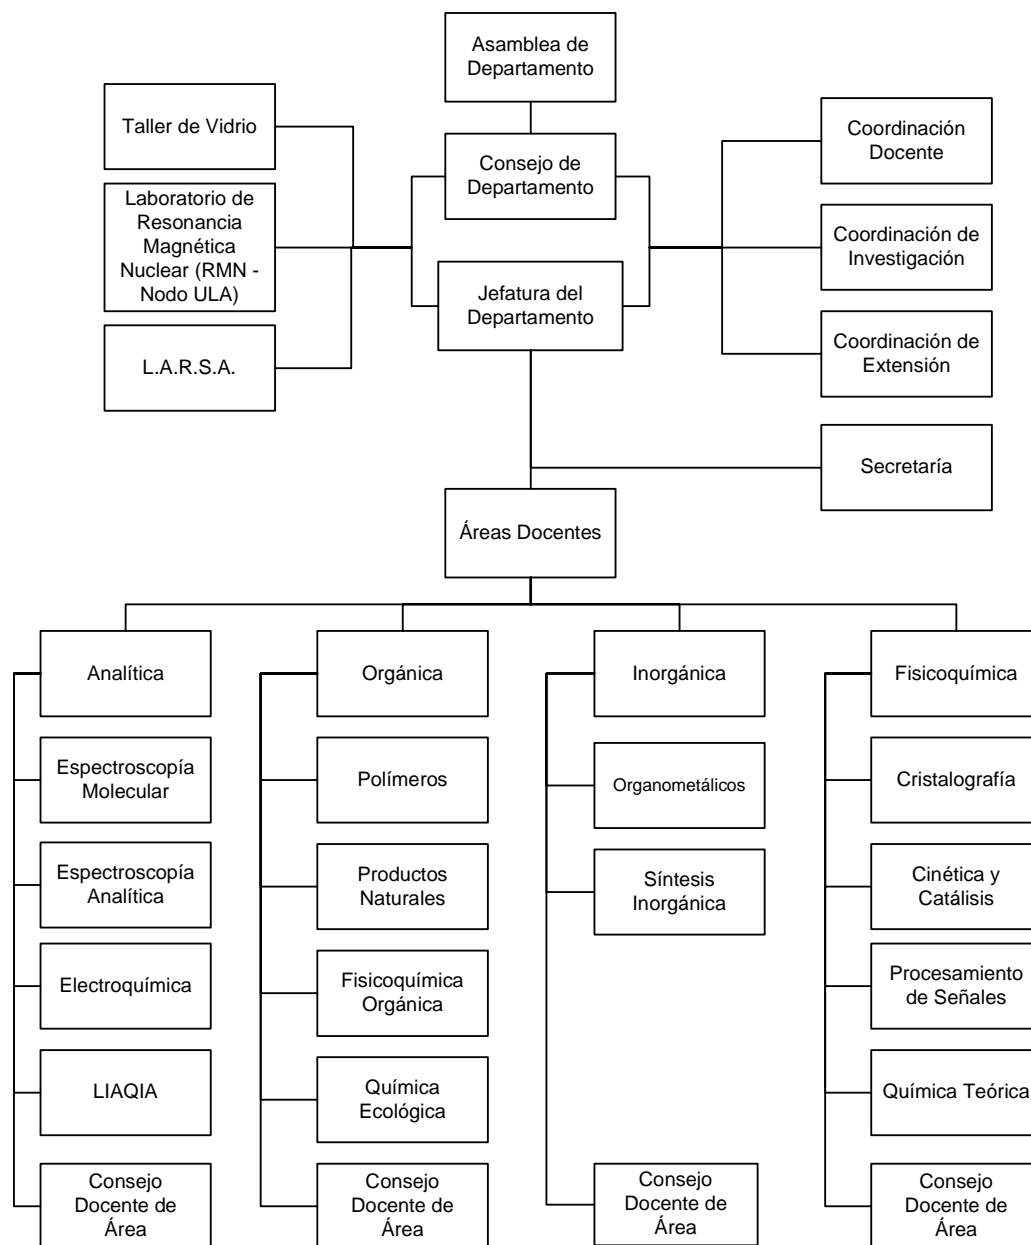 Asamblea de
Departamento
Taller de Vidrio
Consejo de
Departamento
Coordinación
Docente
Laboratorio de
Resonancia
Magnética
Nuclear (RMN -
Nodo ULA)
Coordinación de
Investigación
Jefatura del
Departamento
L.A.R.S.A.
Coordinación de
Extensión
Secretaría
Áreas Docentes
Analítica
Orgánica
Inorgánica
Fisicoquímica
Espectroscopía
Molecular
Polímeros
Organometálicos
Cristalografía
Espectroscopía
Analítica
Productos
Naturales
Síntesis
Inorgánica
Cinética y
Catálisis
Electroquímica
Fisicoquímica
Orgánica
Procesamiento
de Señales
LIAQIA
Química
Ecológica
Química Teórica
Consejo
Docente de
Área
Consejo
Docente de
Área
Consejo
Docente de
Área
Consejo
Docente de
Área